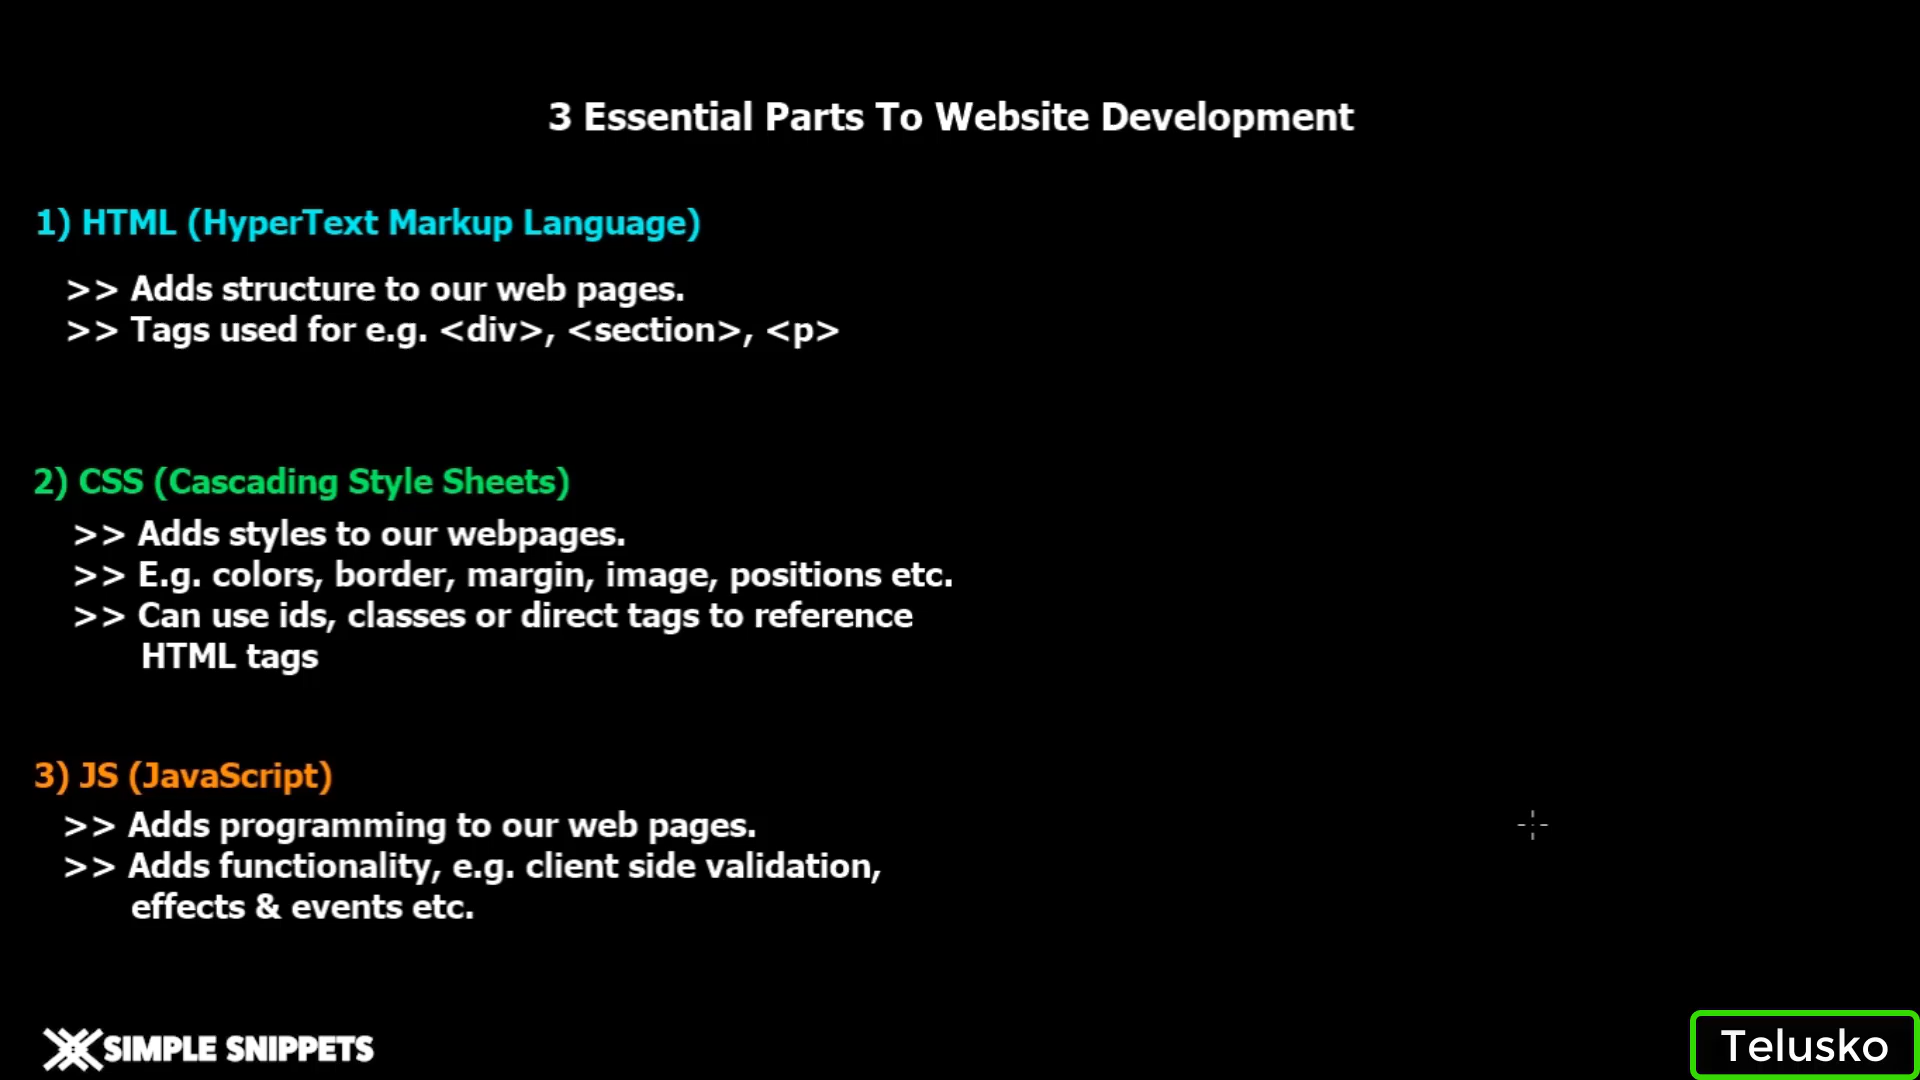 3 Essential Parts To Website Development
1) HTML (HyperText Markup Language)
>> Adds structure to our web pages.
>> Tags used for e.g. <div>, <section>, <p>
2) CSS (Cascading Style Sheets)
>> Adds styles to our webpages.
>> E.g. colors, border, margin, image, positions etc.
>> Can use ids, classes or direct tags to reference
HTML tags
3) JS (JavaScript)
>> Adds programming to our web pages.
>> Adds functionality, e.g. client side validation,
effects & events etc.
SIMPLE SNIPPETS
Telusko